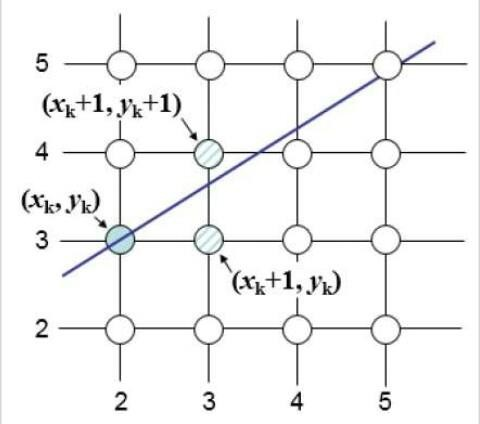 5
(xₖ+1, yₖ+1)
4
(xₖ, yₖ)
3
(xₖ+1, yₖ)
2
2 3 4 5